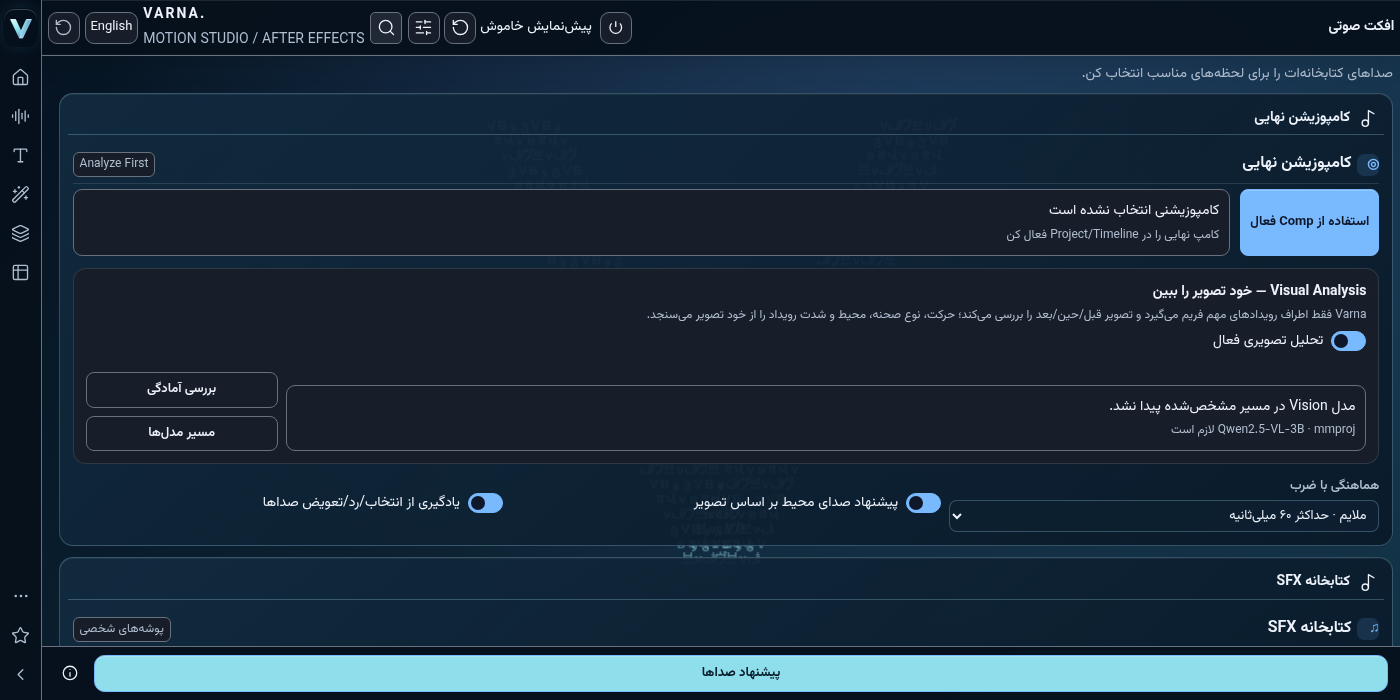 افکت صوتی
پیش‌نمایش خاموش
VARNA.
MOTION STUDIO / AFTER EFFECTS
English
صداهای کتابخانه‌ات را برای لحظه‌های مناسب انتخاب کن.
کامپوزیشن نهایی
کامپوزیشن نهایی
Analyze First
استفاده از Comp فعال
کامپوزیشنی انتخاب نشده است
کامپ نهایی را در Project/Timeline فعال کن
Visual Analysis — خود تصویر را ببین
Varna فقط اطراف رویدادهای مهم فریم می‌گیرد و تصویر قبل/حین/بعد را بررسی می‌کند؛ حرکت، نوع صحنه، محیط و شدت رویداد را از خود تصویر می‌سنجد.
تحلیل تصویری فعال
مدل Vision در مسیر مشخص‌شده پیدا نشد.
Qwen2.5-VL-3B · mmproj لازم است
بررسی آمادگی
مسیر مدل‌ها
هماهنگی با ضرب
ملایم · حداکثر ۶۰ میلی‌ثانیه
پیشنهاد صدای محیط بر اساس تصویر
یادگیری از انتخاب/رد/تعویض صداها
کتابخانه SFX
کتابخانه SFX
پوشه‌های شخصی
پیشنهاد صداها